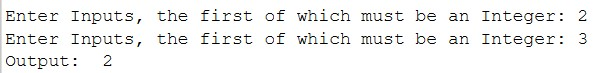 Enter Inputs, the first of which must be an Integer: 2
Enter Inputs, the first of which must be an Integer: 3
Output:  2